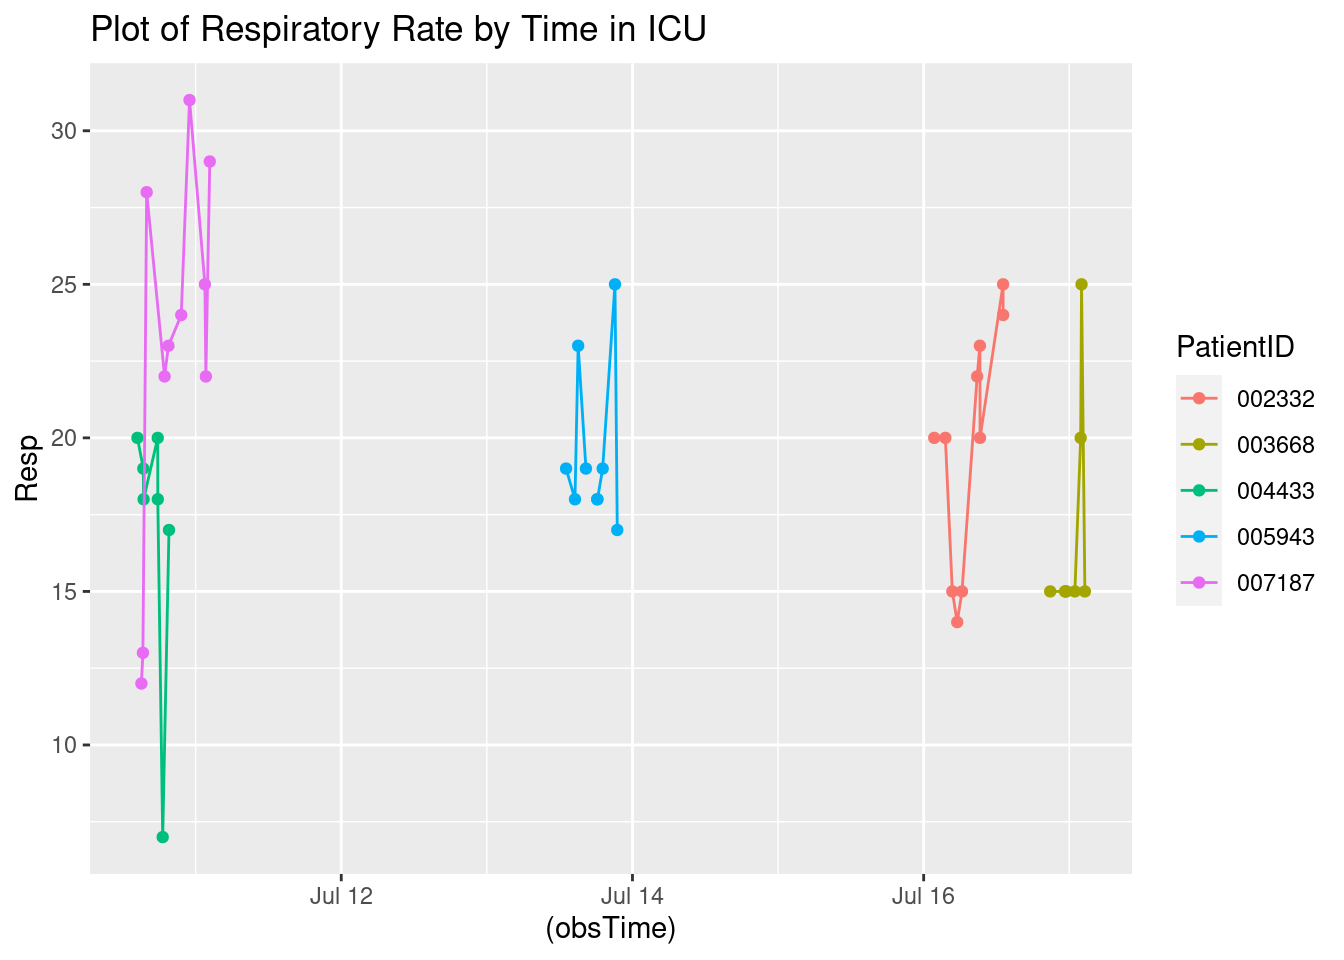 Plot of Respiratory Rate by Time in ICU
30
25
20
15
10
Resp
Jul 12
Jul 14
Jul 16
(obsTime)
PatientID
002332
003668
004433
005943
007187